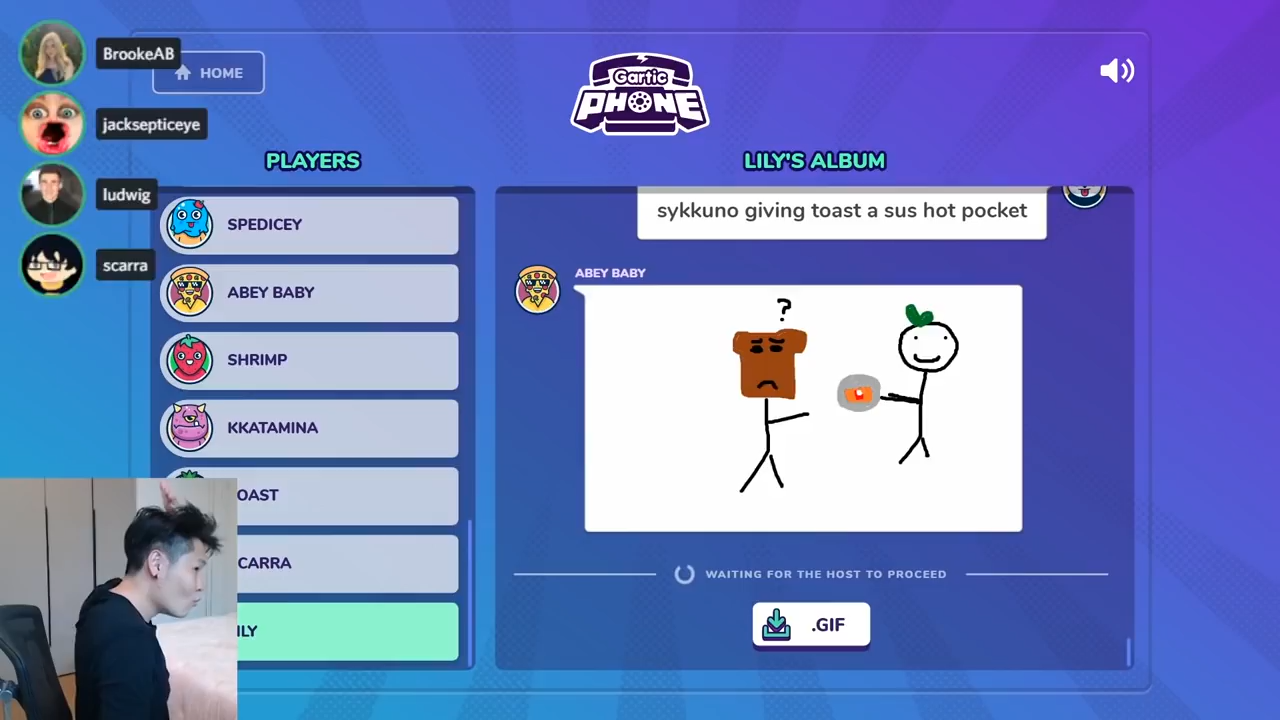 BrookeAB
HOME
jacksepticeye
ludwig
scarra
Gartic
PHONE
PLAYERS
SPEDICEY
ABEY BABY
SHRIMP
KKATAMINA
OAST
CARRA
ILY
LILY'S ALBUM
sykkuno giving toast a sus hot pocket
ABEY BABY
?
WAITING FOR THE HOST TO PROCEED
.GIF